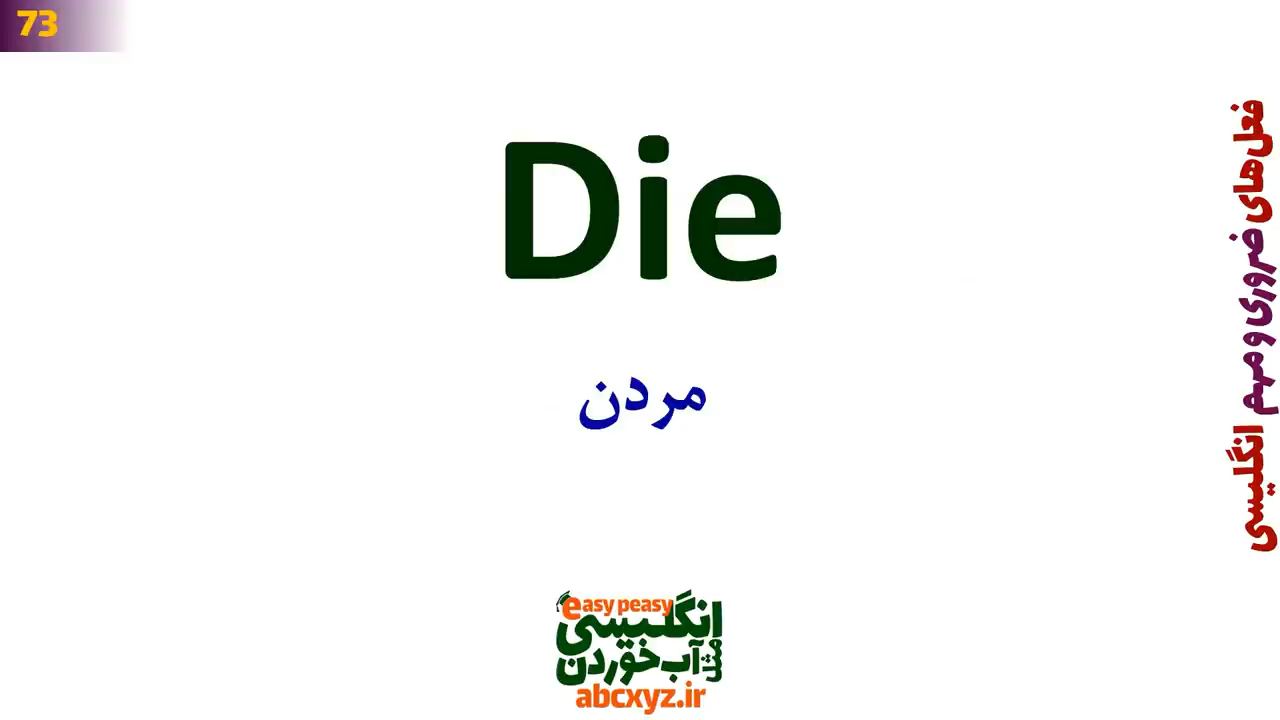 73
Die
مردن
فعل‌های ضروری و مهم انگلیسی
easy peasy
انگلیسی
مثل
آب خوردن
abcxyz.ir